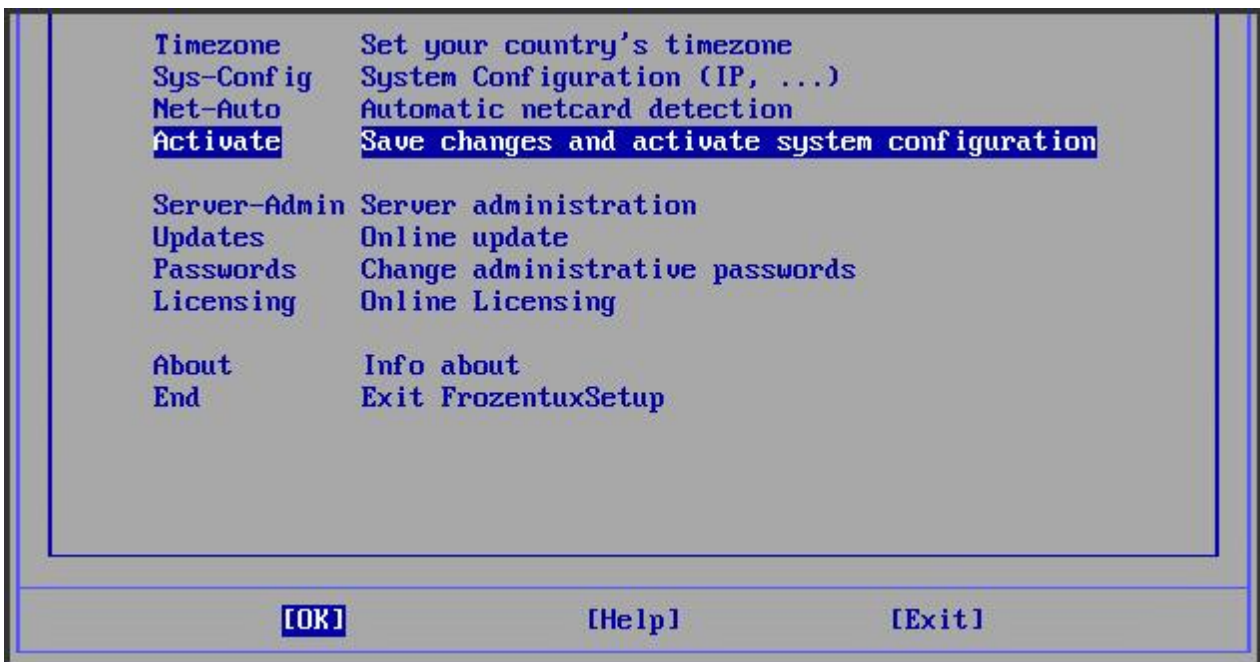 Timezone Set your country's timezone
Sys-Config System Configuration (IP, ...)
Net-Auto Automatic netcard detection
Activate Save changes and activate system configuration
Server-Admin Server administration
Updates Online update
Passwords Change administrative passwords
Licensing Online Licensing
About Info about
End Exit FrozentuxSetup
[OK] [Help] [Exit]